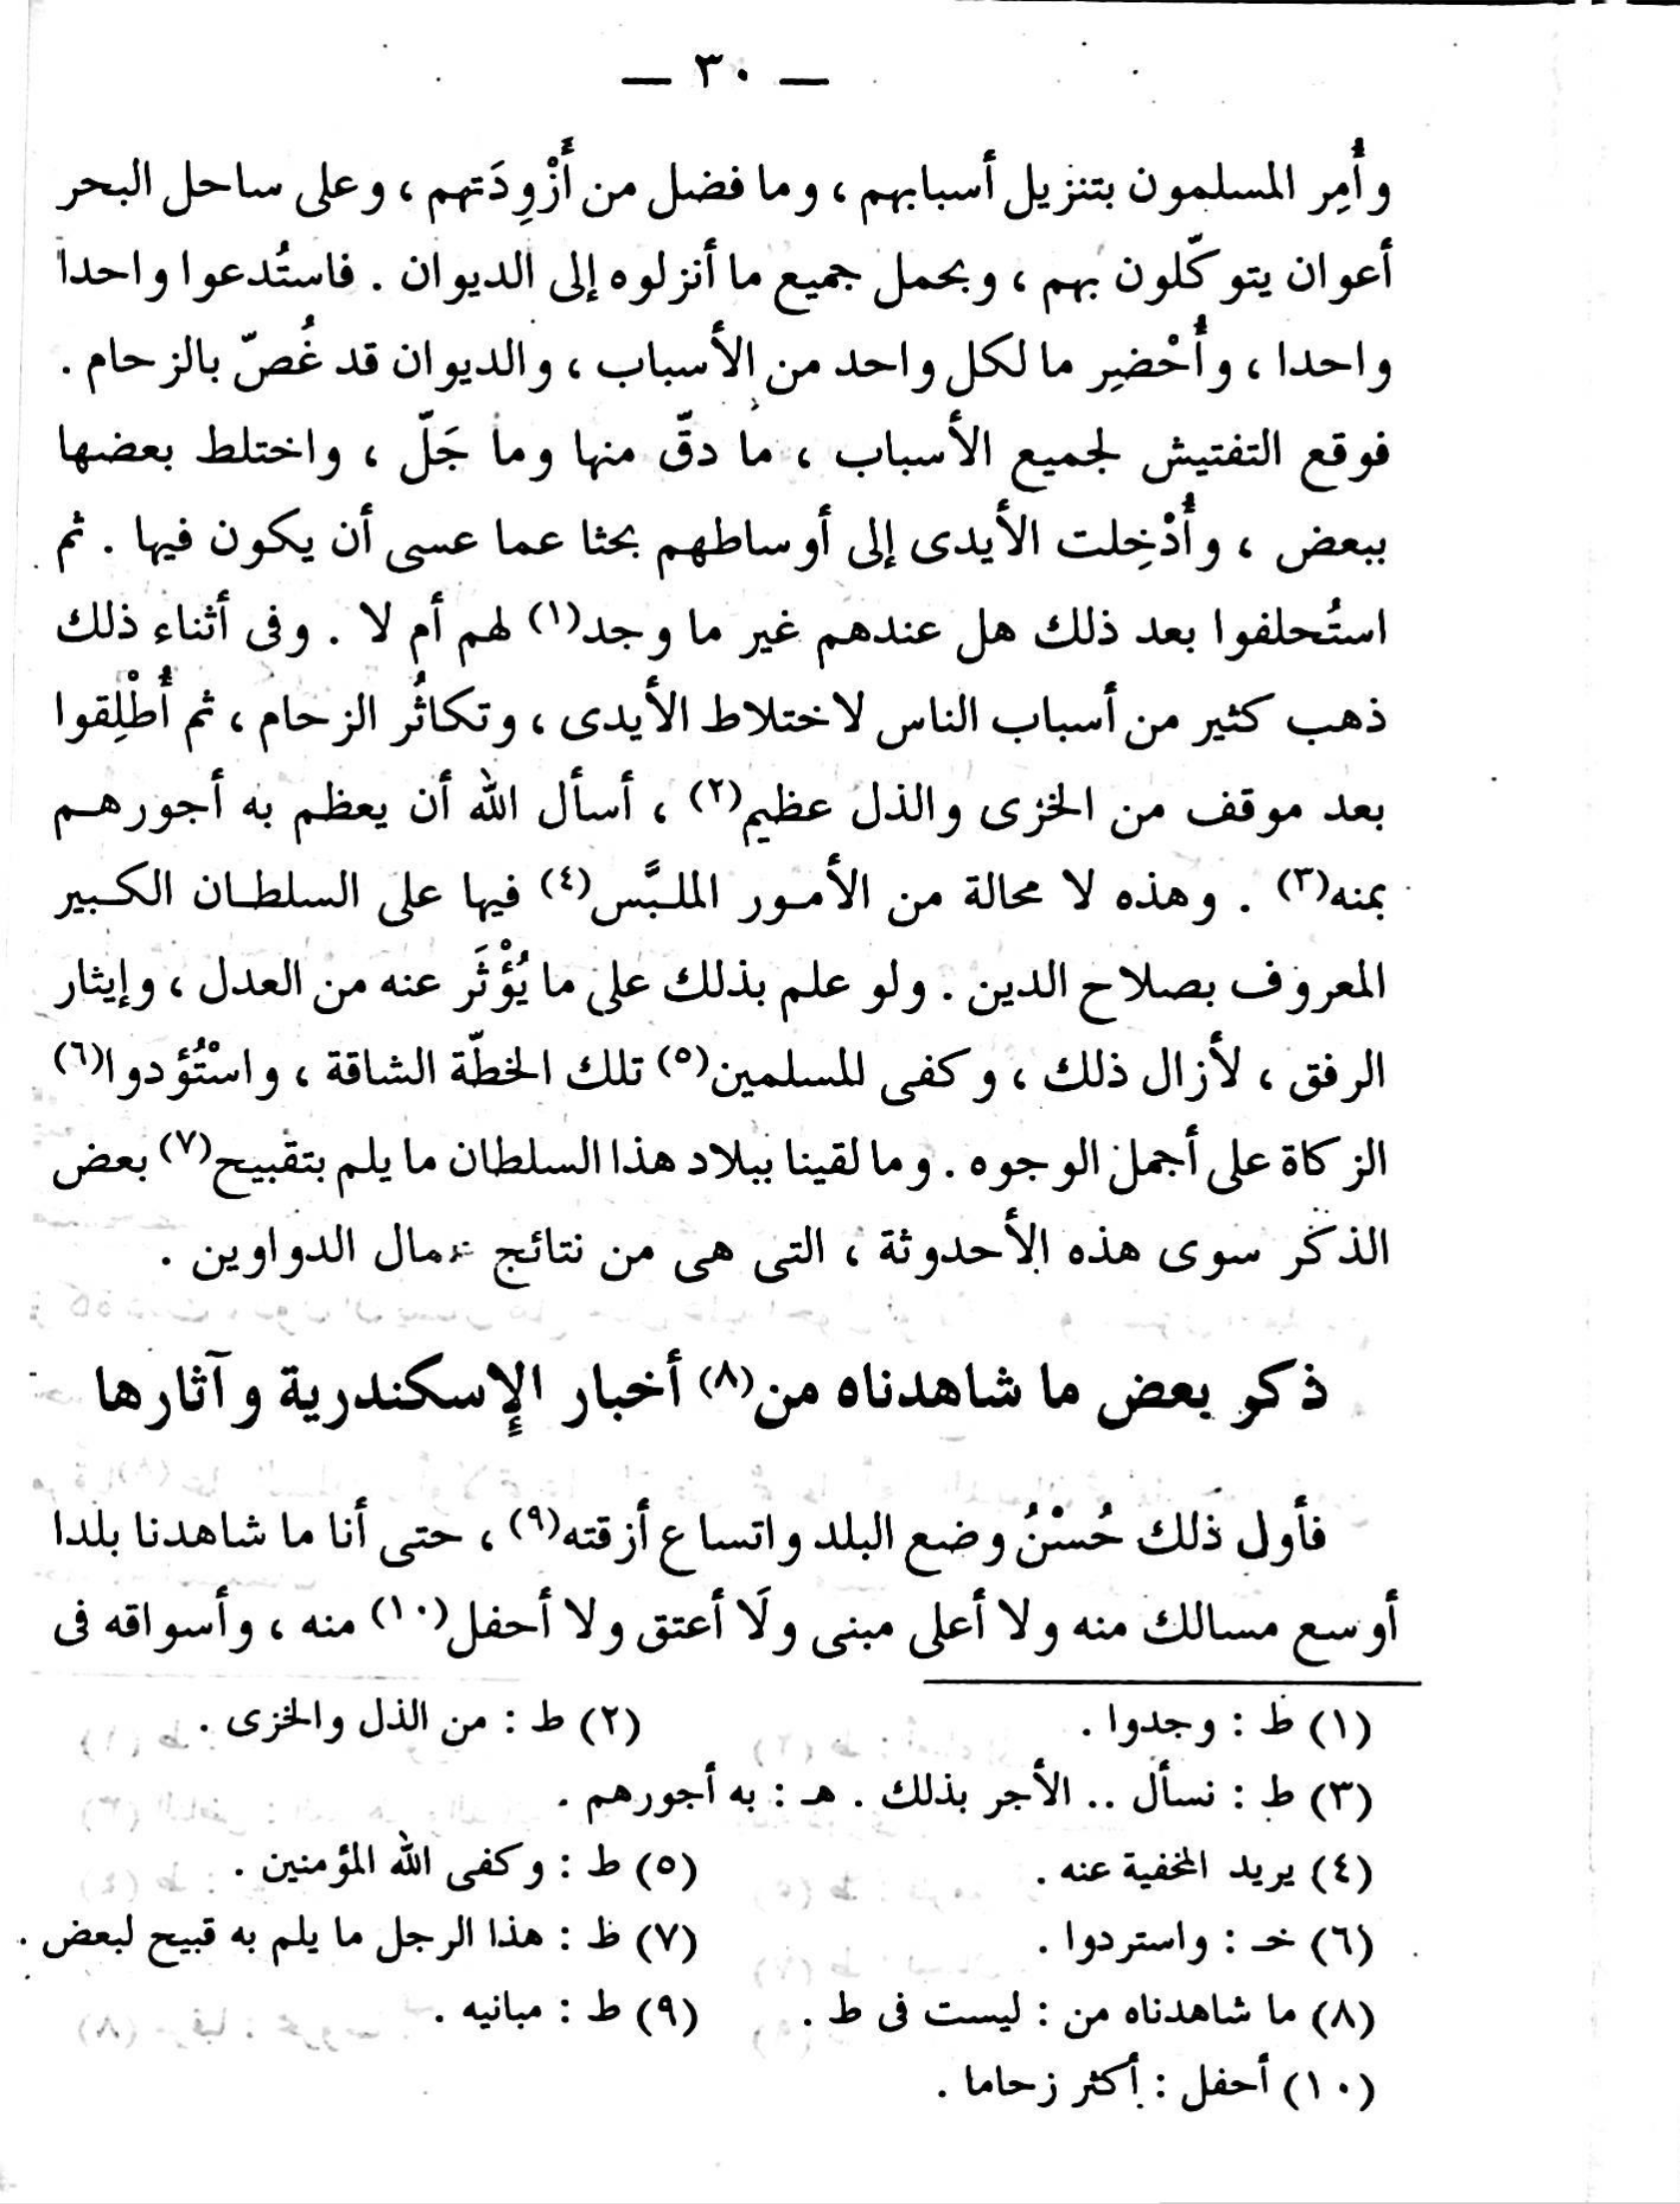 — ٣٠ —
وأُمِر المسلمون بتنزيل أسبابهم ، وما فضل من أَزْوِدَتهم ، وعلى ساحل البحر
أعوان يتوكّلون بهم ، وبحمل جميع ما أنزلوه إلى الديوان . فاستُدعوا واحدا
واحدا ، وأُحْضِر ما لكل واحد من الأسباب ، والديوان قد غُصّ بالزحام .
فوقع التفتيش لجميع الأسباب ، ما دقّ منها وما جَلّ ، واختلط بعضها
ببعض ، وأُدْخِلت الأيدى إلى أوساطهم بحثا عما عسى أن يكون فيها . ثم
استُحلفوا بعد ذلك هل عندهم غير ما وجد(١) لهم أم لا . وفى أثناء ذلك
ذهب كثير من أسباب الناس لاختلاط الأيدى ، وتكاثُر الزحام ، ثم أُطْلِقوا
بعد موقف من الخزى والذل عظيم(٢) ، أسأل الله أن يعظم به أجورهم
بمنه(٣) . وهذه لا محالة من الأمور الملبَّس(٤) فيها على السلطان الكبير
المعروف بصلاح الدين . ولو علم بذلك على ما يُؤْثَر عنه من العدل ، وإيثار
الرفق ، لأزال ذلك ، وكفى للمسلمين(٥) تلك الخطّة الشاقة ، واسْتُؤدوا(٦)
الزكاة على أجمل الوجوه . وما لقينا ببلاد هذا السلطان ما يلم بتقبيح(٧) بعض
الذكر سوى هذه الأحدوثة ، التى هى من نتائج عمال الدواوين .
ذكر بعض ما شاهدناه من(٨) أخبار الإسكندرية وآثارها
فأول ذلك حُسْنُ وضع البلد واتساع أزقته(٩) ، حتى أنا ما شاهدنا بلدا
أوسع مسالك منه ولا أعلى مبنى ولَا أعتق ولا أحفل(١٠) منه ، وأسواقه فى
(١) ط : وجدوا .
(٢) ط : من الذل والخزى .
(٣) ط : نسأل .. الأجر بذلك . هـ : به أجورهم .
(٤) يريد المخفية عنه .
(٥) ط : وكفى الله المؤمنين .
(٦) خـ : واستردوا .
(٧) ط : هذا الرجل ما يلم به قبيح لبعض .
(٨) ما شاهدناه من : ليست فى ط .
(٩) ط : مبانيه .
(١٠) أحفل : أكثر زحاما .